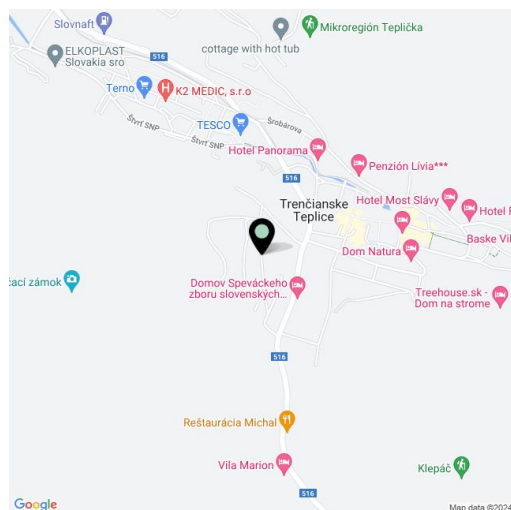 Slovnaft
Mikroregión Teplička
ELKOPLAST
Slovakia sro
516
cottage with hot tub
Terno
K2 MEDIC, s.r.o
TESCO
Šrobárova
Štvrť SNP
Štvrť SNP
Hotel Panorama
Penzión Lívia***
516
Trenčianske
Teplice
Hotel Most Slávy
Hotel F
Baske Vil
Dom Natura
čací zámok
Domov Speváckeho
zboru slovenských...
Treehouse.sk -
Dom na strome
516
516
Reštaurácia Michal
Vila Marion
Klepáč
516
Google
Map data ©2024